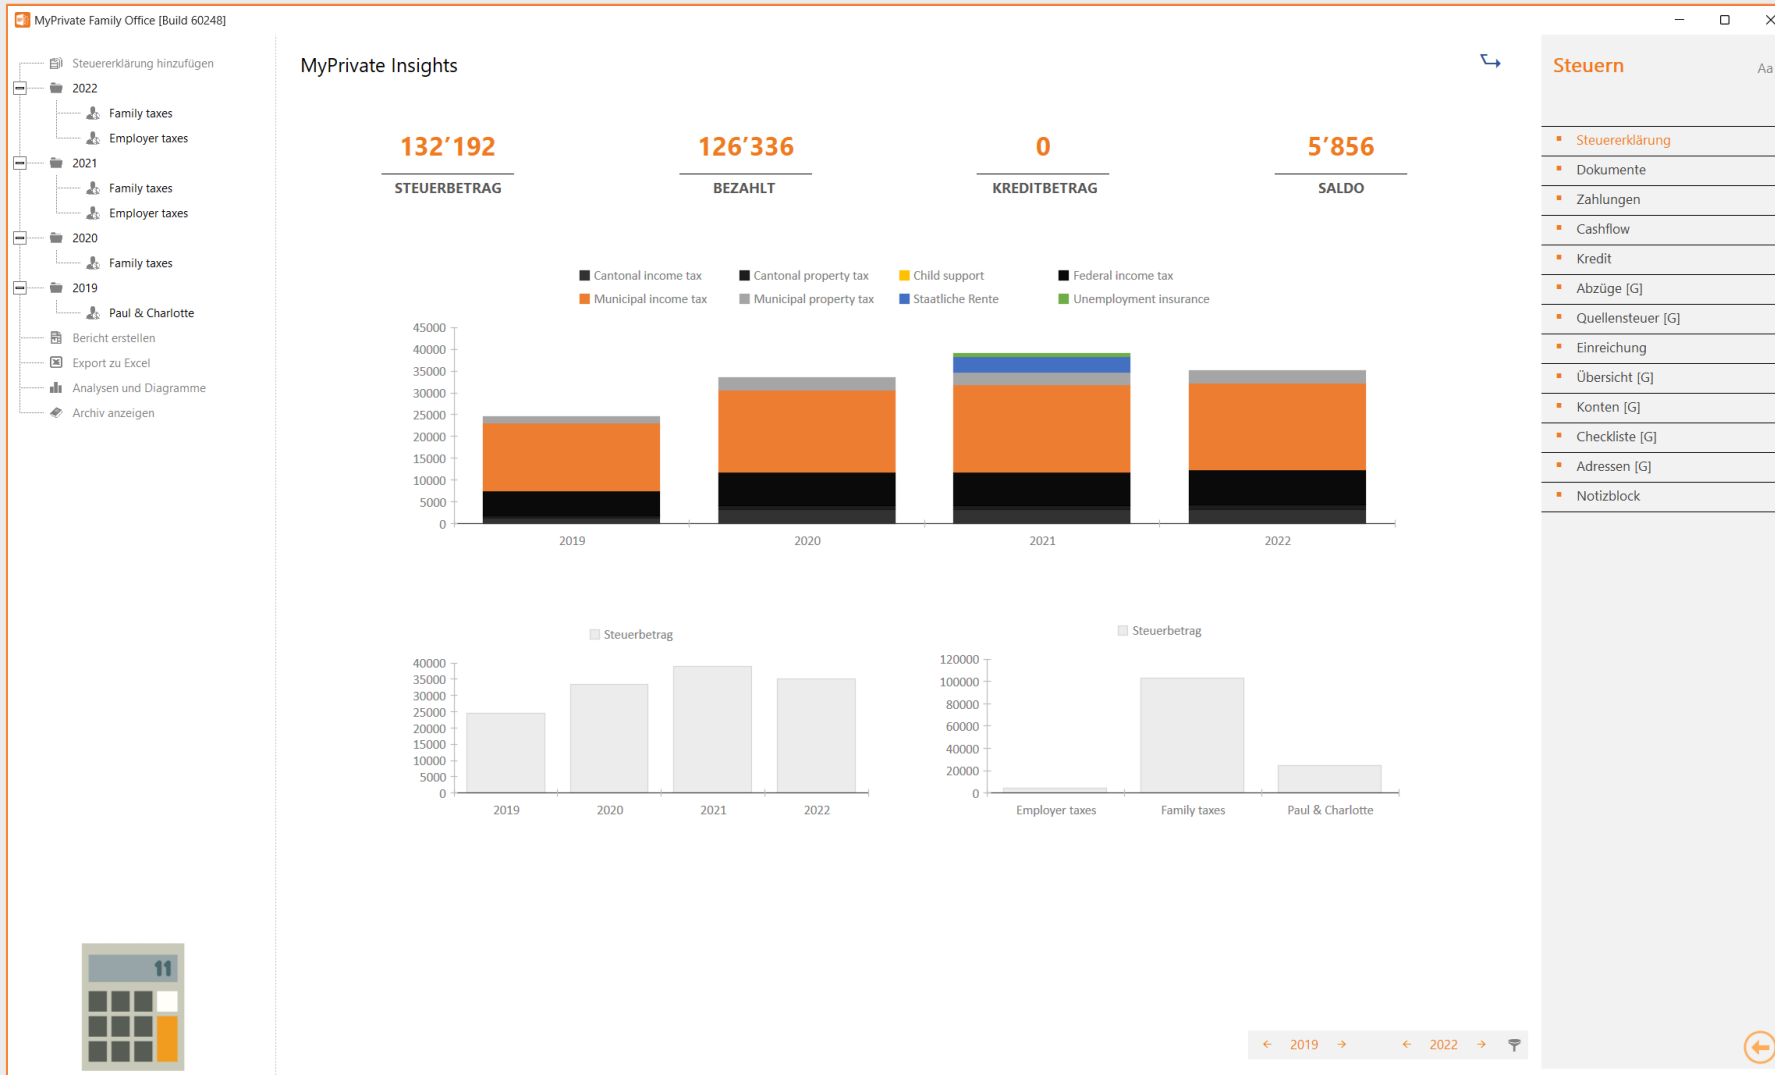 MyPrivate Family Office [Build 60248]
Steuererklärung hinzufügen
2022
Family taxes
Employer taxes
2021
Family taxes
Employer taxes
2020
Family taxes
2019
Paul & Charlotte
Bericht erstellen
Export zu Excel
Analysen und Diagramme
Archiv anzeigen
11
MyPrivate Insights
132’192 126’336 0 5’856
STEUERBETRAG BEZAHLT KREDITBETRAG SALDO
Cantonal income tax Cantonal property tax Child support Federal income tax
Municipal income tax Municipal property tax Staatliche Rente Unemployment insurance
45000
40000
35000
30000
25000
20000
15000
10000
5000
0
2019 2020 2021 2022
Steuerbetrag
40000
35000
30000
25000
20000
15000
10000
5000
0
2019 2020 2021 2022
Steuerbetrag
120000
100000
80000
60000
40000
20000
0
Employer taxes Family taxes Paul & Charlotte
2019 2022
Steuern Aa
Steuererklärung
Dokumente
Zahlungen
Cashflow
Kredit
Abzüge [G]
Quellensteuer [G]
Einreichung
Übersicht [G]
Konten [G]
Checkliste [G]
Adressen [G]
Notizblock